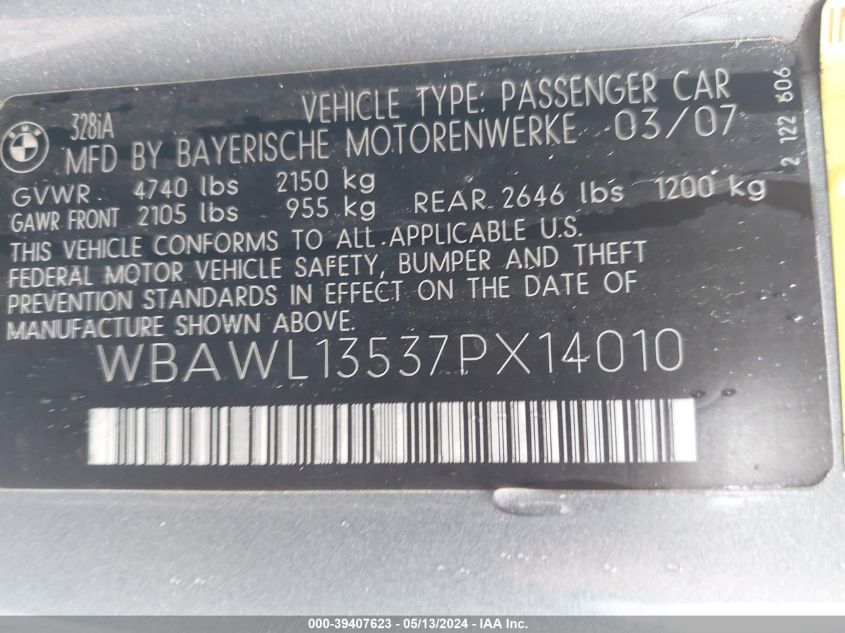 328iA VEHICLE TYPE: PASSENGER CAR
BMW
MFD BY BAYERISCHE MOTORENWERKE 03/07
GVWR 4740 lbs 2150 kg
GAWR FRONT 2105 lbs 955 kg REAR 2646 lbs 1200 kg
THIS VEHICLE CONFORMS TO ALL APPLICABLE U.S.
FEDERAL MOTOR VEHICLE SAFETY, BUMPER AND THEFT
PREVENTION STANDARDS IN EFFECT ON THE DATE OF
MANUFACTURE SHOWN ABOVE.
WBAWL13537PX14010
2 122 606
000-39407623 - 05/13/2024 - IAA Inc.